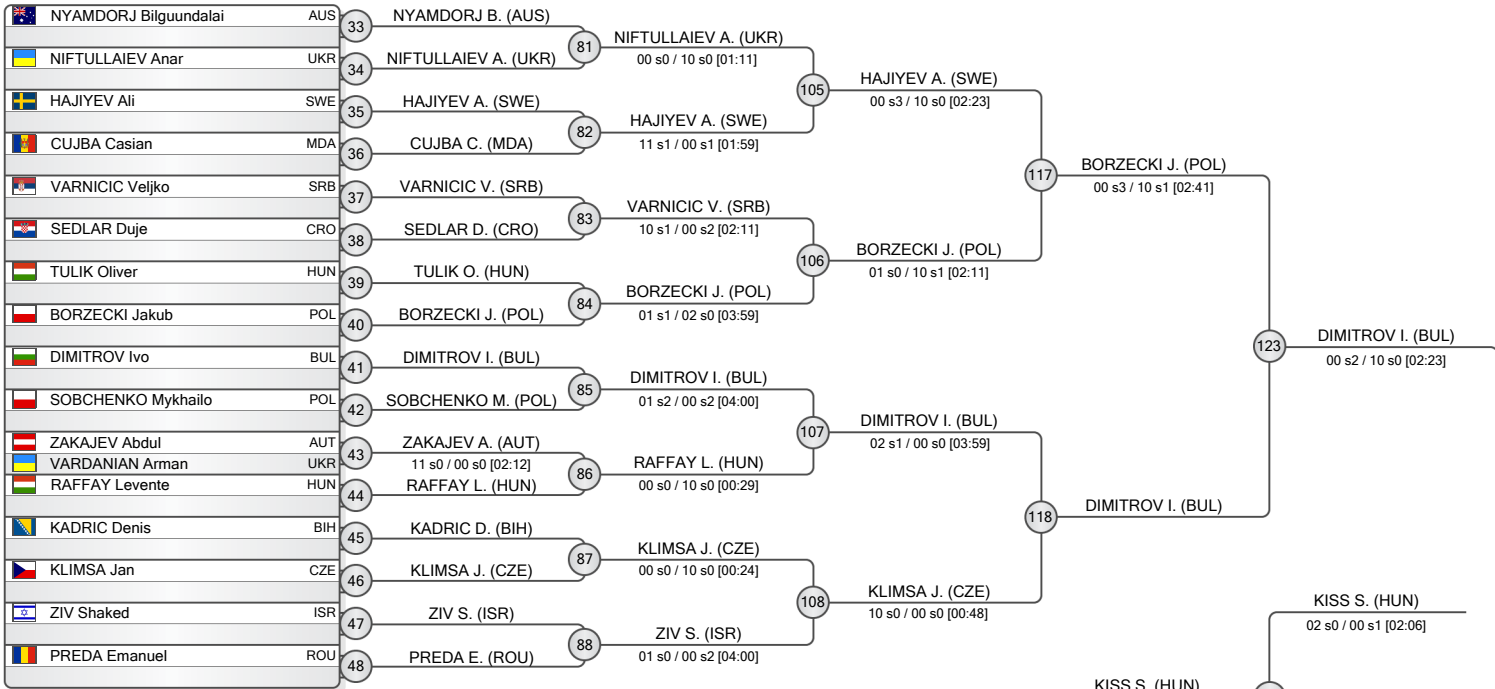 NYAMDORJ Bilguundalai AUS
NIFTULLAIEV Anar UKR
HAJIYEV Ali SWE
CUJBA Casian MDA
VARNICIC Veljko SRB
SEDLAR Duje CRO
TULIK Oliver HUN
BORZECKI Jakub POL
DIMITROV Ivo BUL
SOBCHENKO Mykhailo POL
ZAKAJEV Abdul AUT
VARDANIAN Arman UKR
RAFFAY Levente HUN
KADRIC Denis BIH
KLIMSA Jan CZE
ZIV Shaked ISR
PREDA Emanuel ROU
33
34
35
36
37
38
39
40
41
42
43
44
45
46
47
48
NYAMDORJ B. (AUS)
NIFTULLAIEV A. (UKR)
HAJIYEV A. (SWE)
CUJBA C. (MDA)
VARNICIC V. (SRB)
SEDLAR D. (CRO)
TULIK O. (HUN)
BORZECKI J. (POL)
DIMITROV I. (BUL)
SOBCHENKO M. (POL)
ZAKAJEV A. (AUT)
11 s0 / 00 s0 [02:12]
RAFFAY L. (HUN)
KADRIC D. (BIH)
KLIMSA J. (CZE)
ZIV S. (ISR)
PREDA E. (ROU)
81
82
83
84
85
86
87
88
NIFTULLAIEV A. (UKR)
00 s0 / 10 s0 [01:11]
HAJIYEV A. (SWE)
11 s1 / 00 s1 [01:59]
VARNICIC V. (SRB)
10 s1 / 00 s2 [02:11]
BORZECKI J. (POL)
01 s1 / 02 s0 [03:59]
DIMITROV I. (BUL)
01 s2 / 00 s2 [04:00]
RAFFAY L. (HUN)
00 s0 / 10 s0 [00:29]
KLIMSA J. (CZE)
00 s0 / 10 s0 [00:24]
ZIV S. (ISR)
01 s0 / 00 s2 [04:00]
105
106
107
108
HAJIYEV A. (SWE)
00 s3 / 10 s0 [02:23]
BORZECKI J. (POL)
01 s0 / 10 s1 [02:11]
DIMITROV I. (BUL)
02 s1 / 00 s0 [03:59]
KLIMSA J. (CZE)
10 s0 / 00 s0 [00:48]
117
118
BORZECKI J. (POL)
00 s3 / 10 s1 [02:41]
DIMITROV I. (BUL)
123
DIMITROV I. (BUL)
00 s2 / 10 s0 [02:23]
KISS S. (HUN)
02 s0 / 00 s1 [02:06]
KISS S. (HUN)